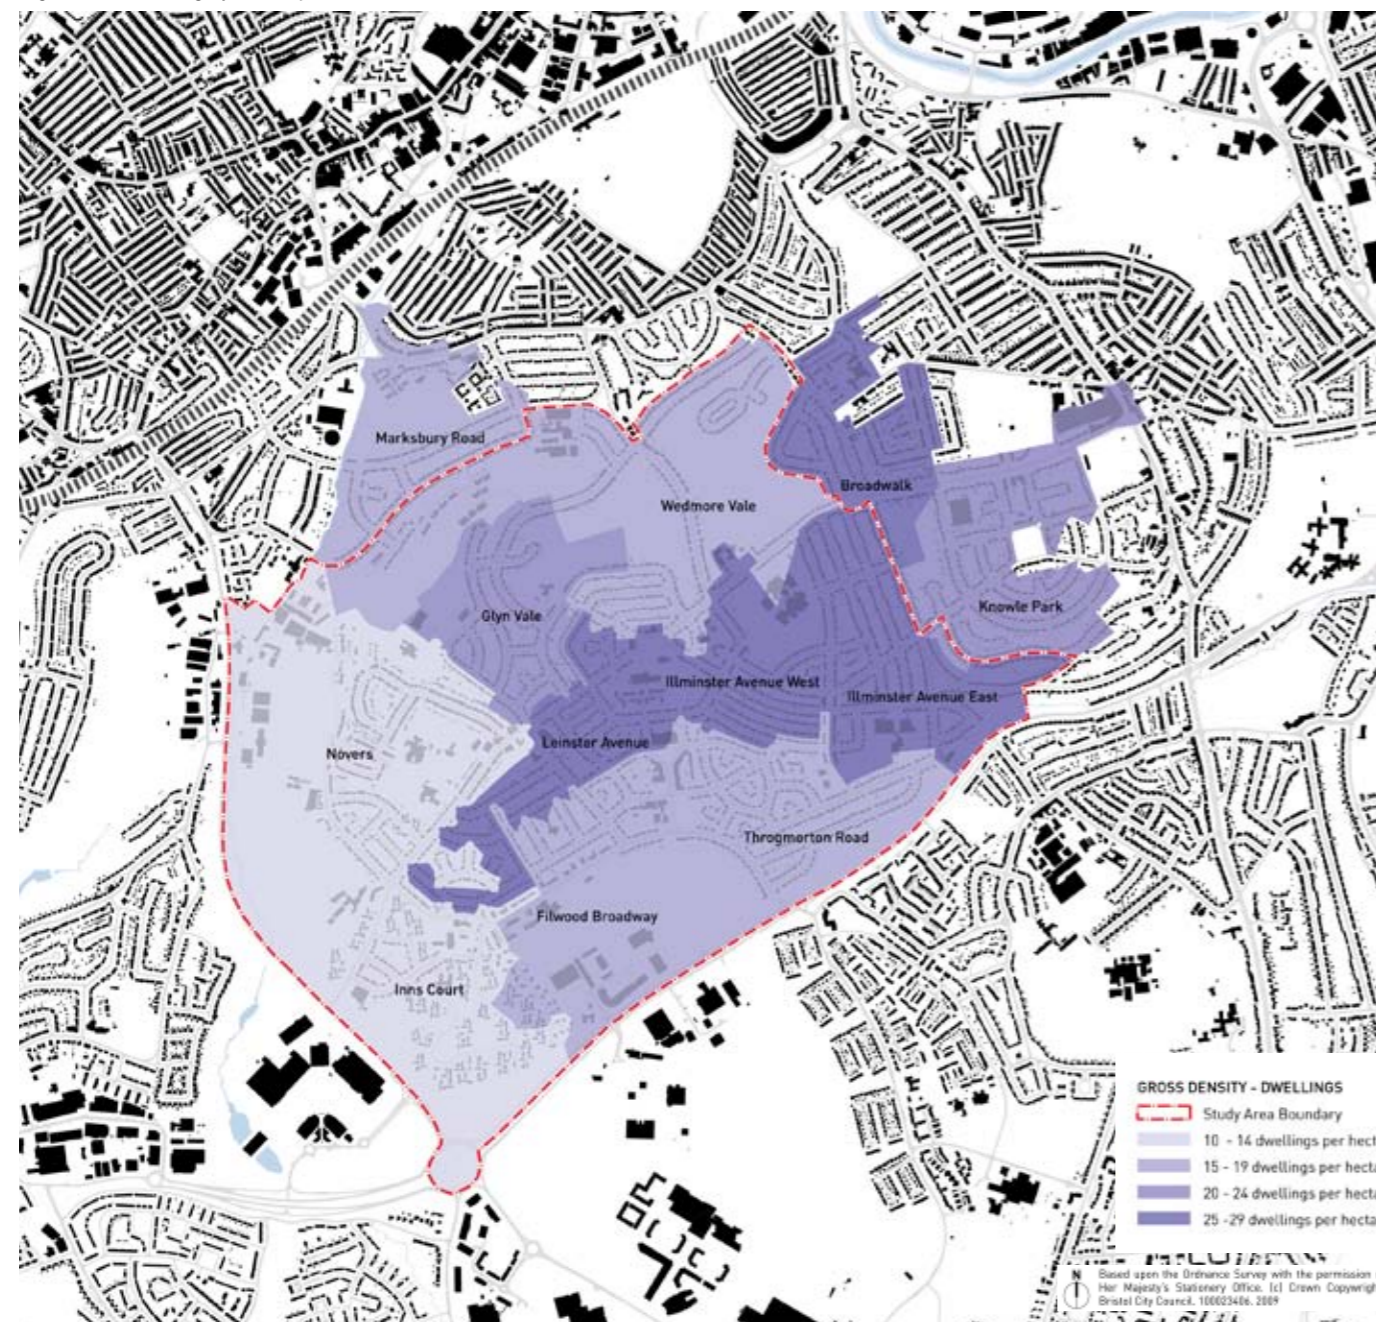 Marksbury Road
Broadwalk
Wedmore Vale
Knowle Park
Glyn Vale
Illminster Avenue West
Illminster Avenue East
Leinster Avenue
Novers
Throgmorton Road
Filwood Broadway
Inns Court
GROSS DENSITY - DWELLINGS
Study Area Boundary
10 - 14 dwellings per hect
15 - 19 dwellings per hecta
20 - 24 dwellings per hecta
25 -29 dwellings per hecta
N
Based upon the Ordnance Survey with the permission
Her Majesty's Stationery Office. (c) Crown Copywrigh
Bristol City Council. 100023406. 2009